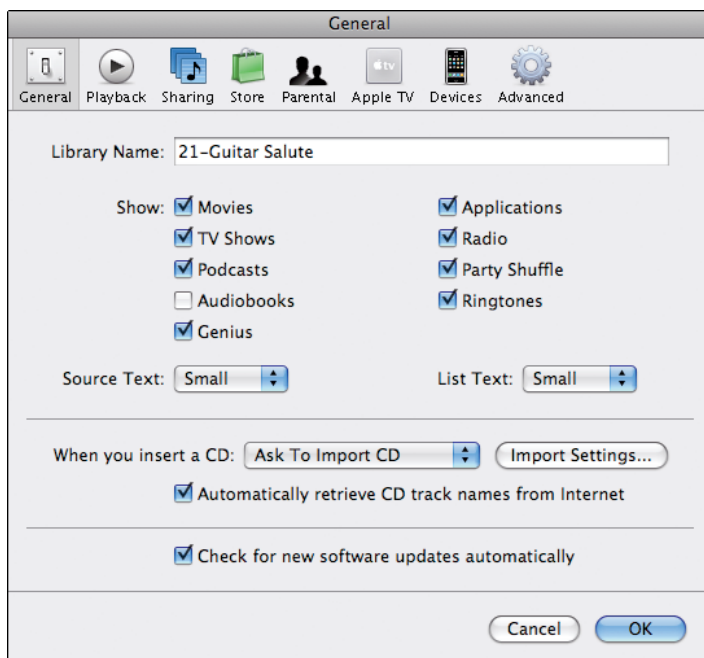 General
General Playback Sharing Store Parental Apple TV Devices Advanced
Library Name: 21-Guitar Salute
Show: Movies Applications
TV Shows Radio
Podcasts Party Shuffle
Audiobooks Ringtones
Genius
Source Text: Small List Text: Small
When you insert a CD: Ask To Import CD Import Settings...
Automatically retrieve CD track names from Internet
Check for new software updates automatically
Cancel OK